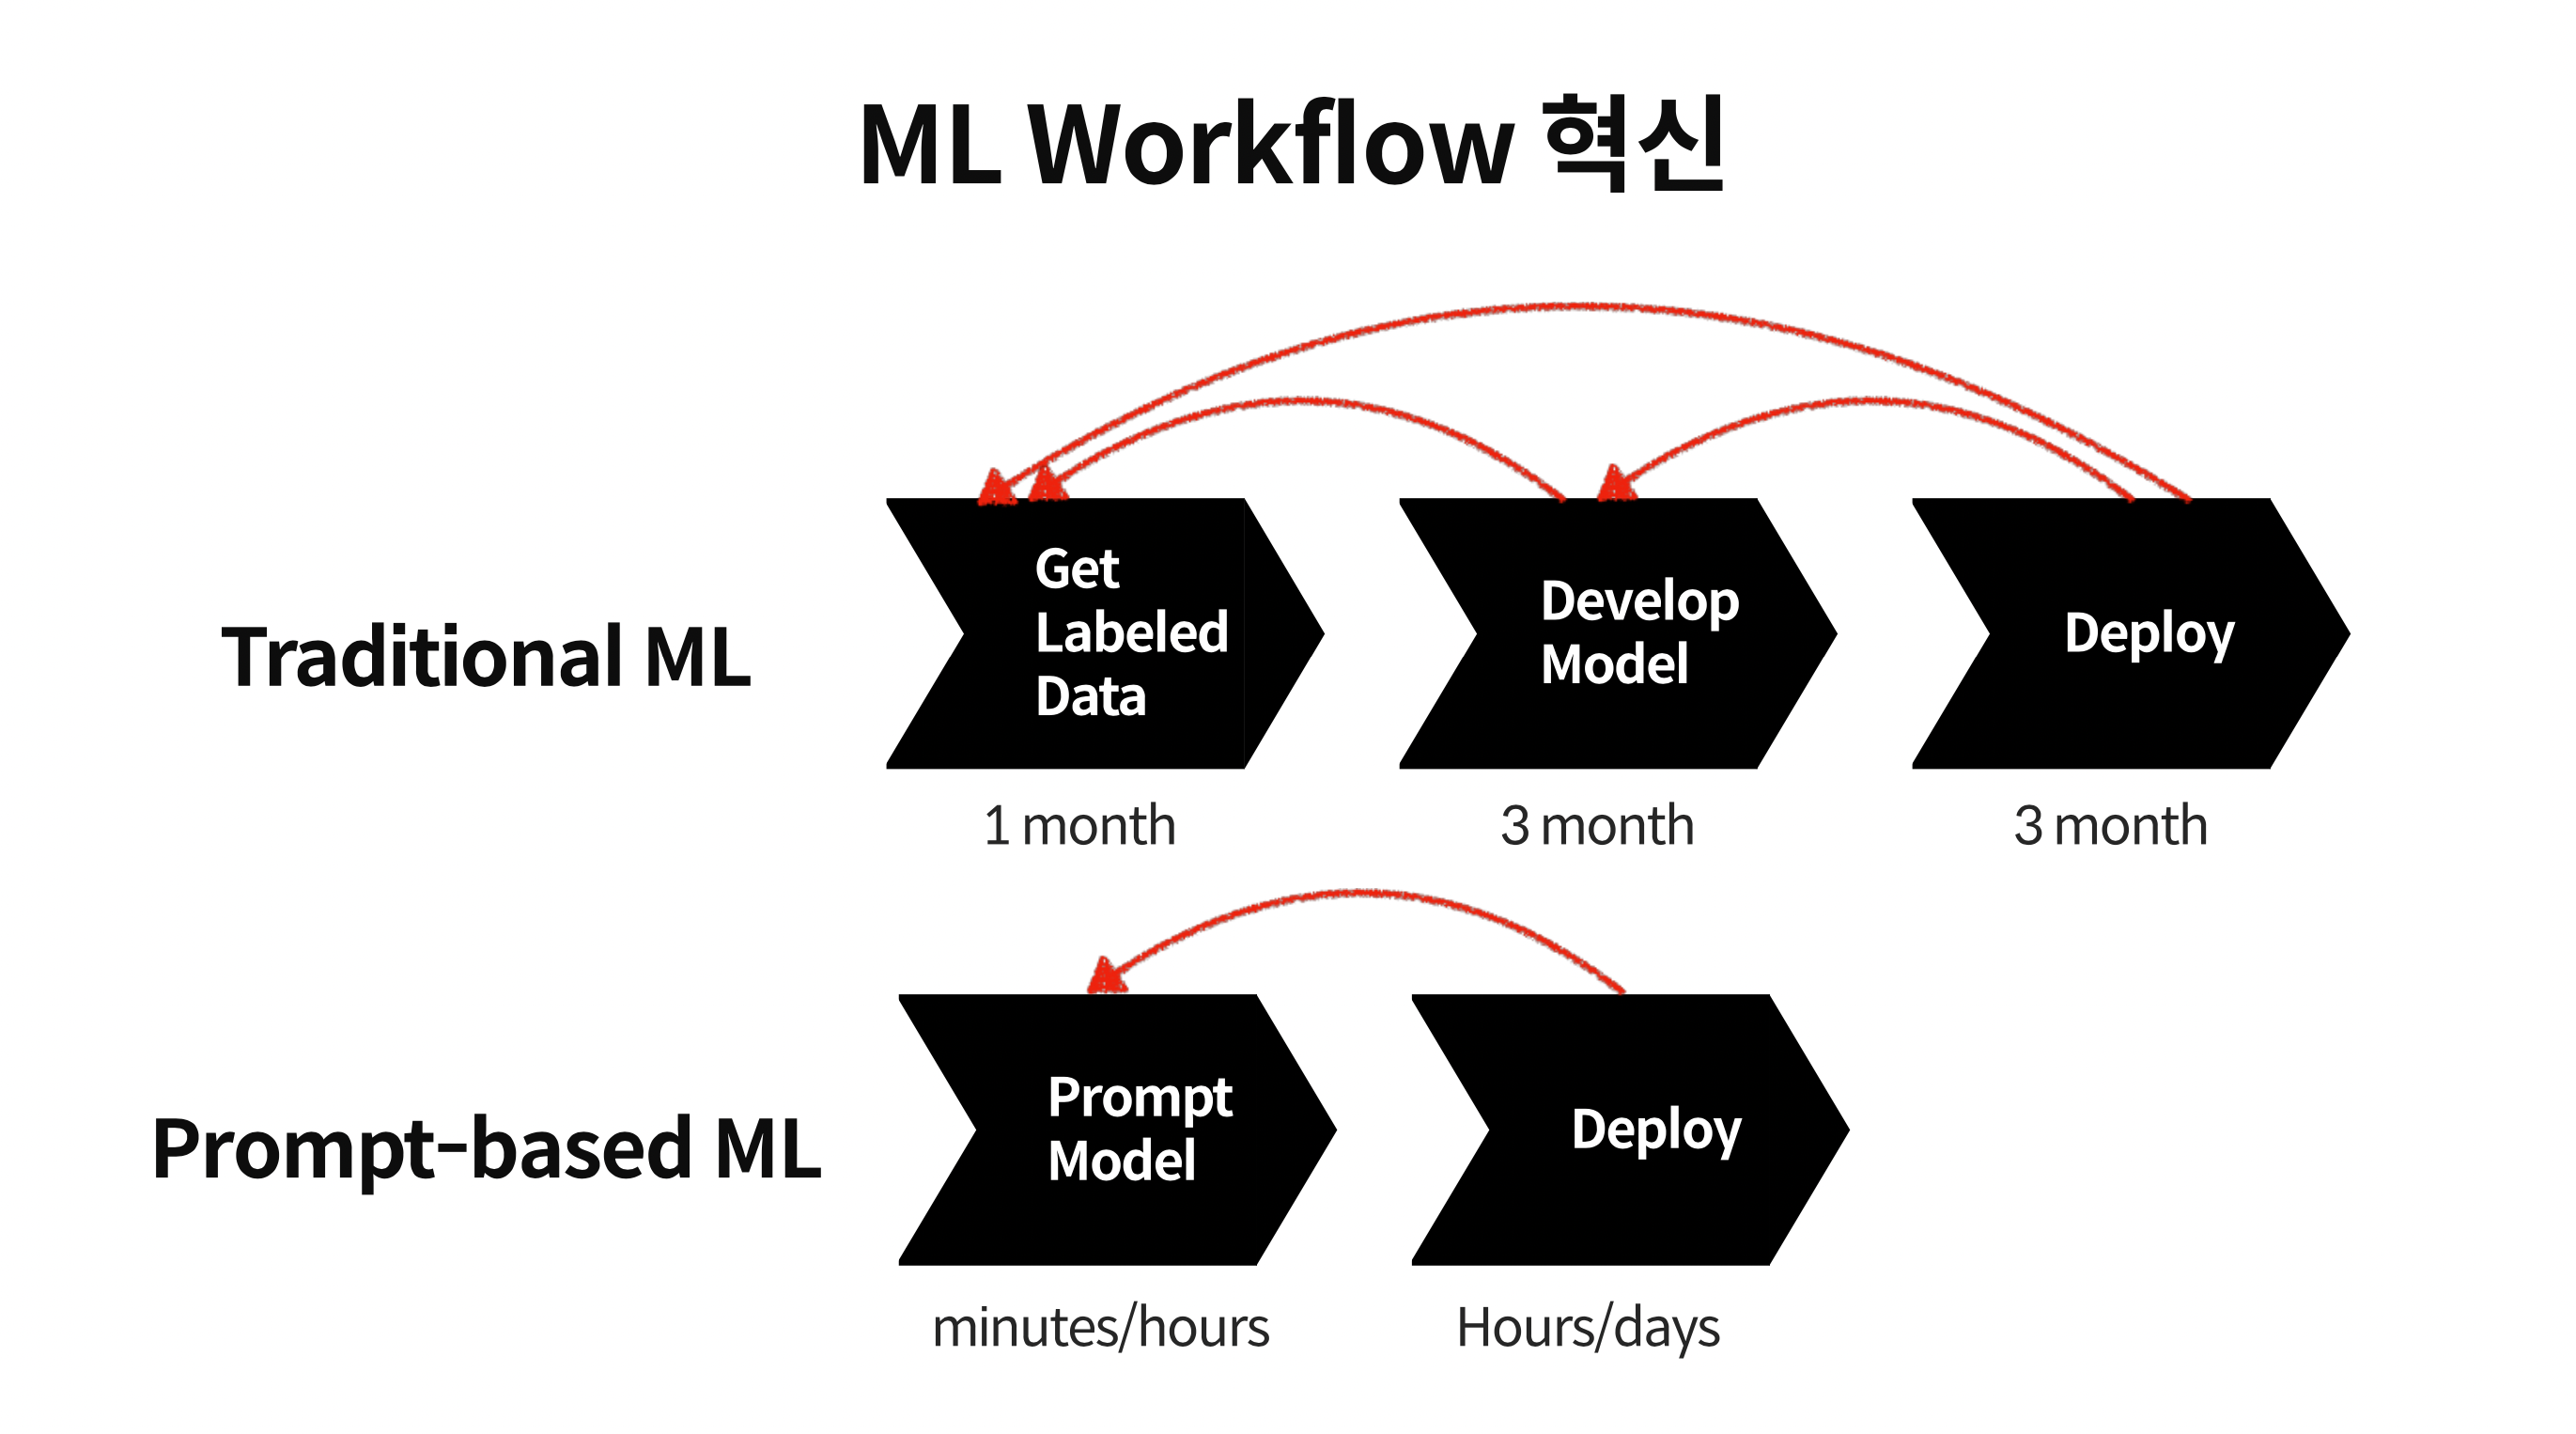 ML Workflow 혁신
Traditional ML
Get
Labeled
Data
Develop
Model
Deploy
1 month
3 month
3 month
Prompt-based ML
Prompt
Model
Deploy
minutes/hours
Hours/days